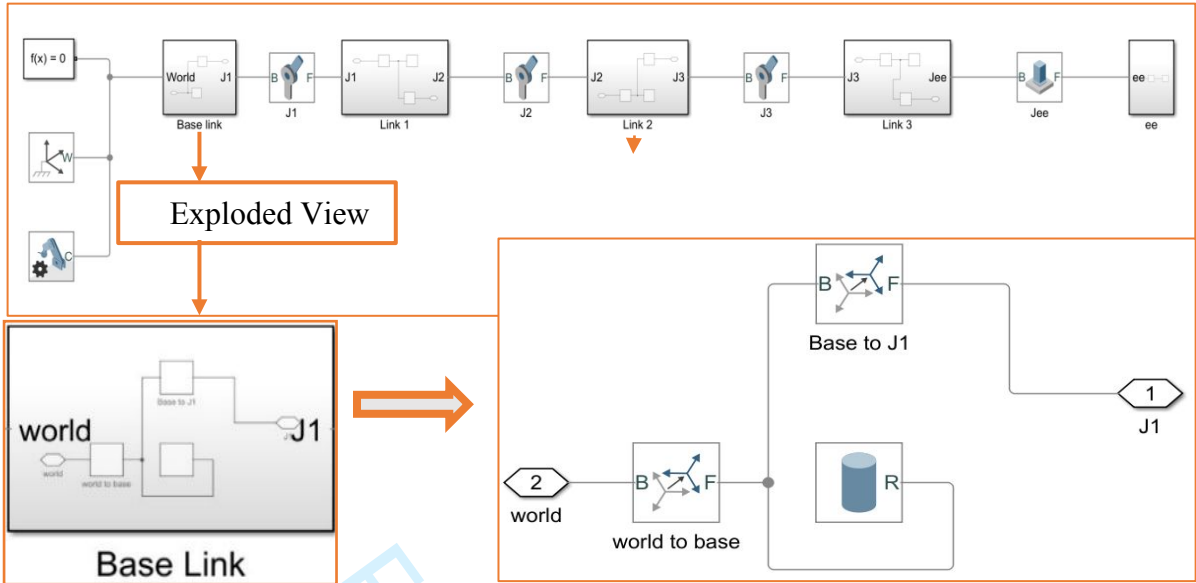 f(x) = 0
World J1
Base link
B F
J1
J1 J2
Link 1
B F
J2
J2 J3
Link 2
B F
J3
J3 Jee
Link 3
B F
Jee
ee
ee
W
C
Exploded View
world J1
Base to J1
world
world to base
Base Link
B F
Base to J1
1
J1
2
world
B F
world to base
R